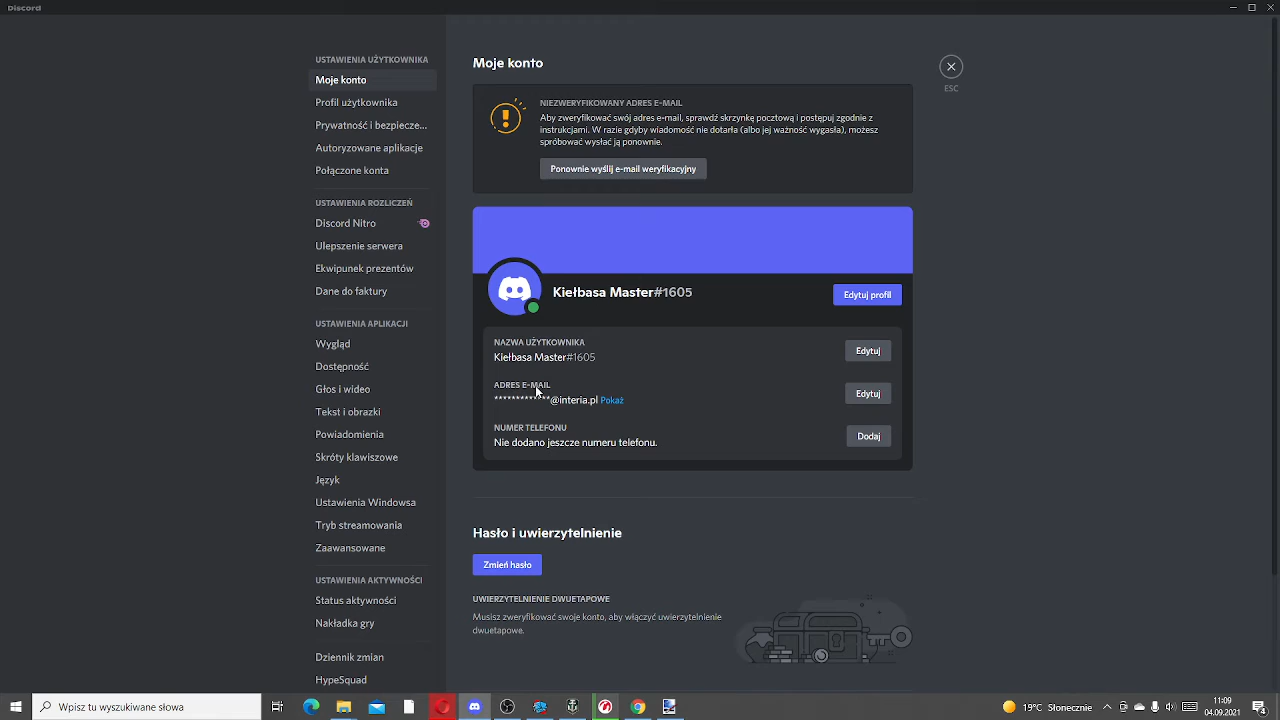 Discord
USTAWIENIA UŻYTKOWNIKA
Moje konto
Profil użytkownika
Prywatność i bezpiecze...
Autoryzowane aplikacje
Połączone konta
USTAWIENIA ROZLICZEŃ
Discord Nitro
Ulepszenie serwera
Ekwipunek prezentów
Dane do faktury
USTAWIENIA APLIKACJI
Wygląd
Dostępność
Głos i wideo
Tekst i obrazki
Powiadomienia
Skróty klawiszowe
Język
Ustawienia Windowsa
Tryb streamowania
Zaawansowane
USTAWIENIA AKTYWNOŚCI
Status aktywności
Nakładka gry
Dziennik zmian
HypeSquad
Moje konto
ESC
NIEZWERYFIKOWANY ADRES E-MAIL
Aby zweryfikować swój adres e-mail, sprawdź skrzynkę pocztową i postępuj zgodnie z
instrukcjami. W razie gdyby wiadomość nie dotarła (albo jej ważność wygasła), możesz
spróbować wysłać ją ponownie.
Ponownie wyślij e-mail weryfikacyjny
Kiełbasa Master#1605
Edytuj profil
NAZWA UŻYTKOWNIKA
Kiełbasa Master#1605
Edytuj
ADRES E-MAIL
************@interia.pl Pokaż
Edytuj
NUMER TELEFONU
Nie dodano jeszcze numeru telefonu.
Dodaj
Hasło i uwierzytelnienie
Zmień hasło
UWIERZYTELNIENIE DWUETAPOWE
Musisz zweryfikować swoje konto, aby włączyć uwierzytelnienie
dwuetapowe.
Wpisz tu wyszukiwane słowa
19°C Słonecznie
11:09
04.09.2021